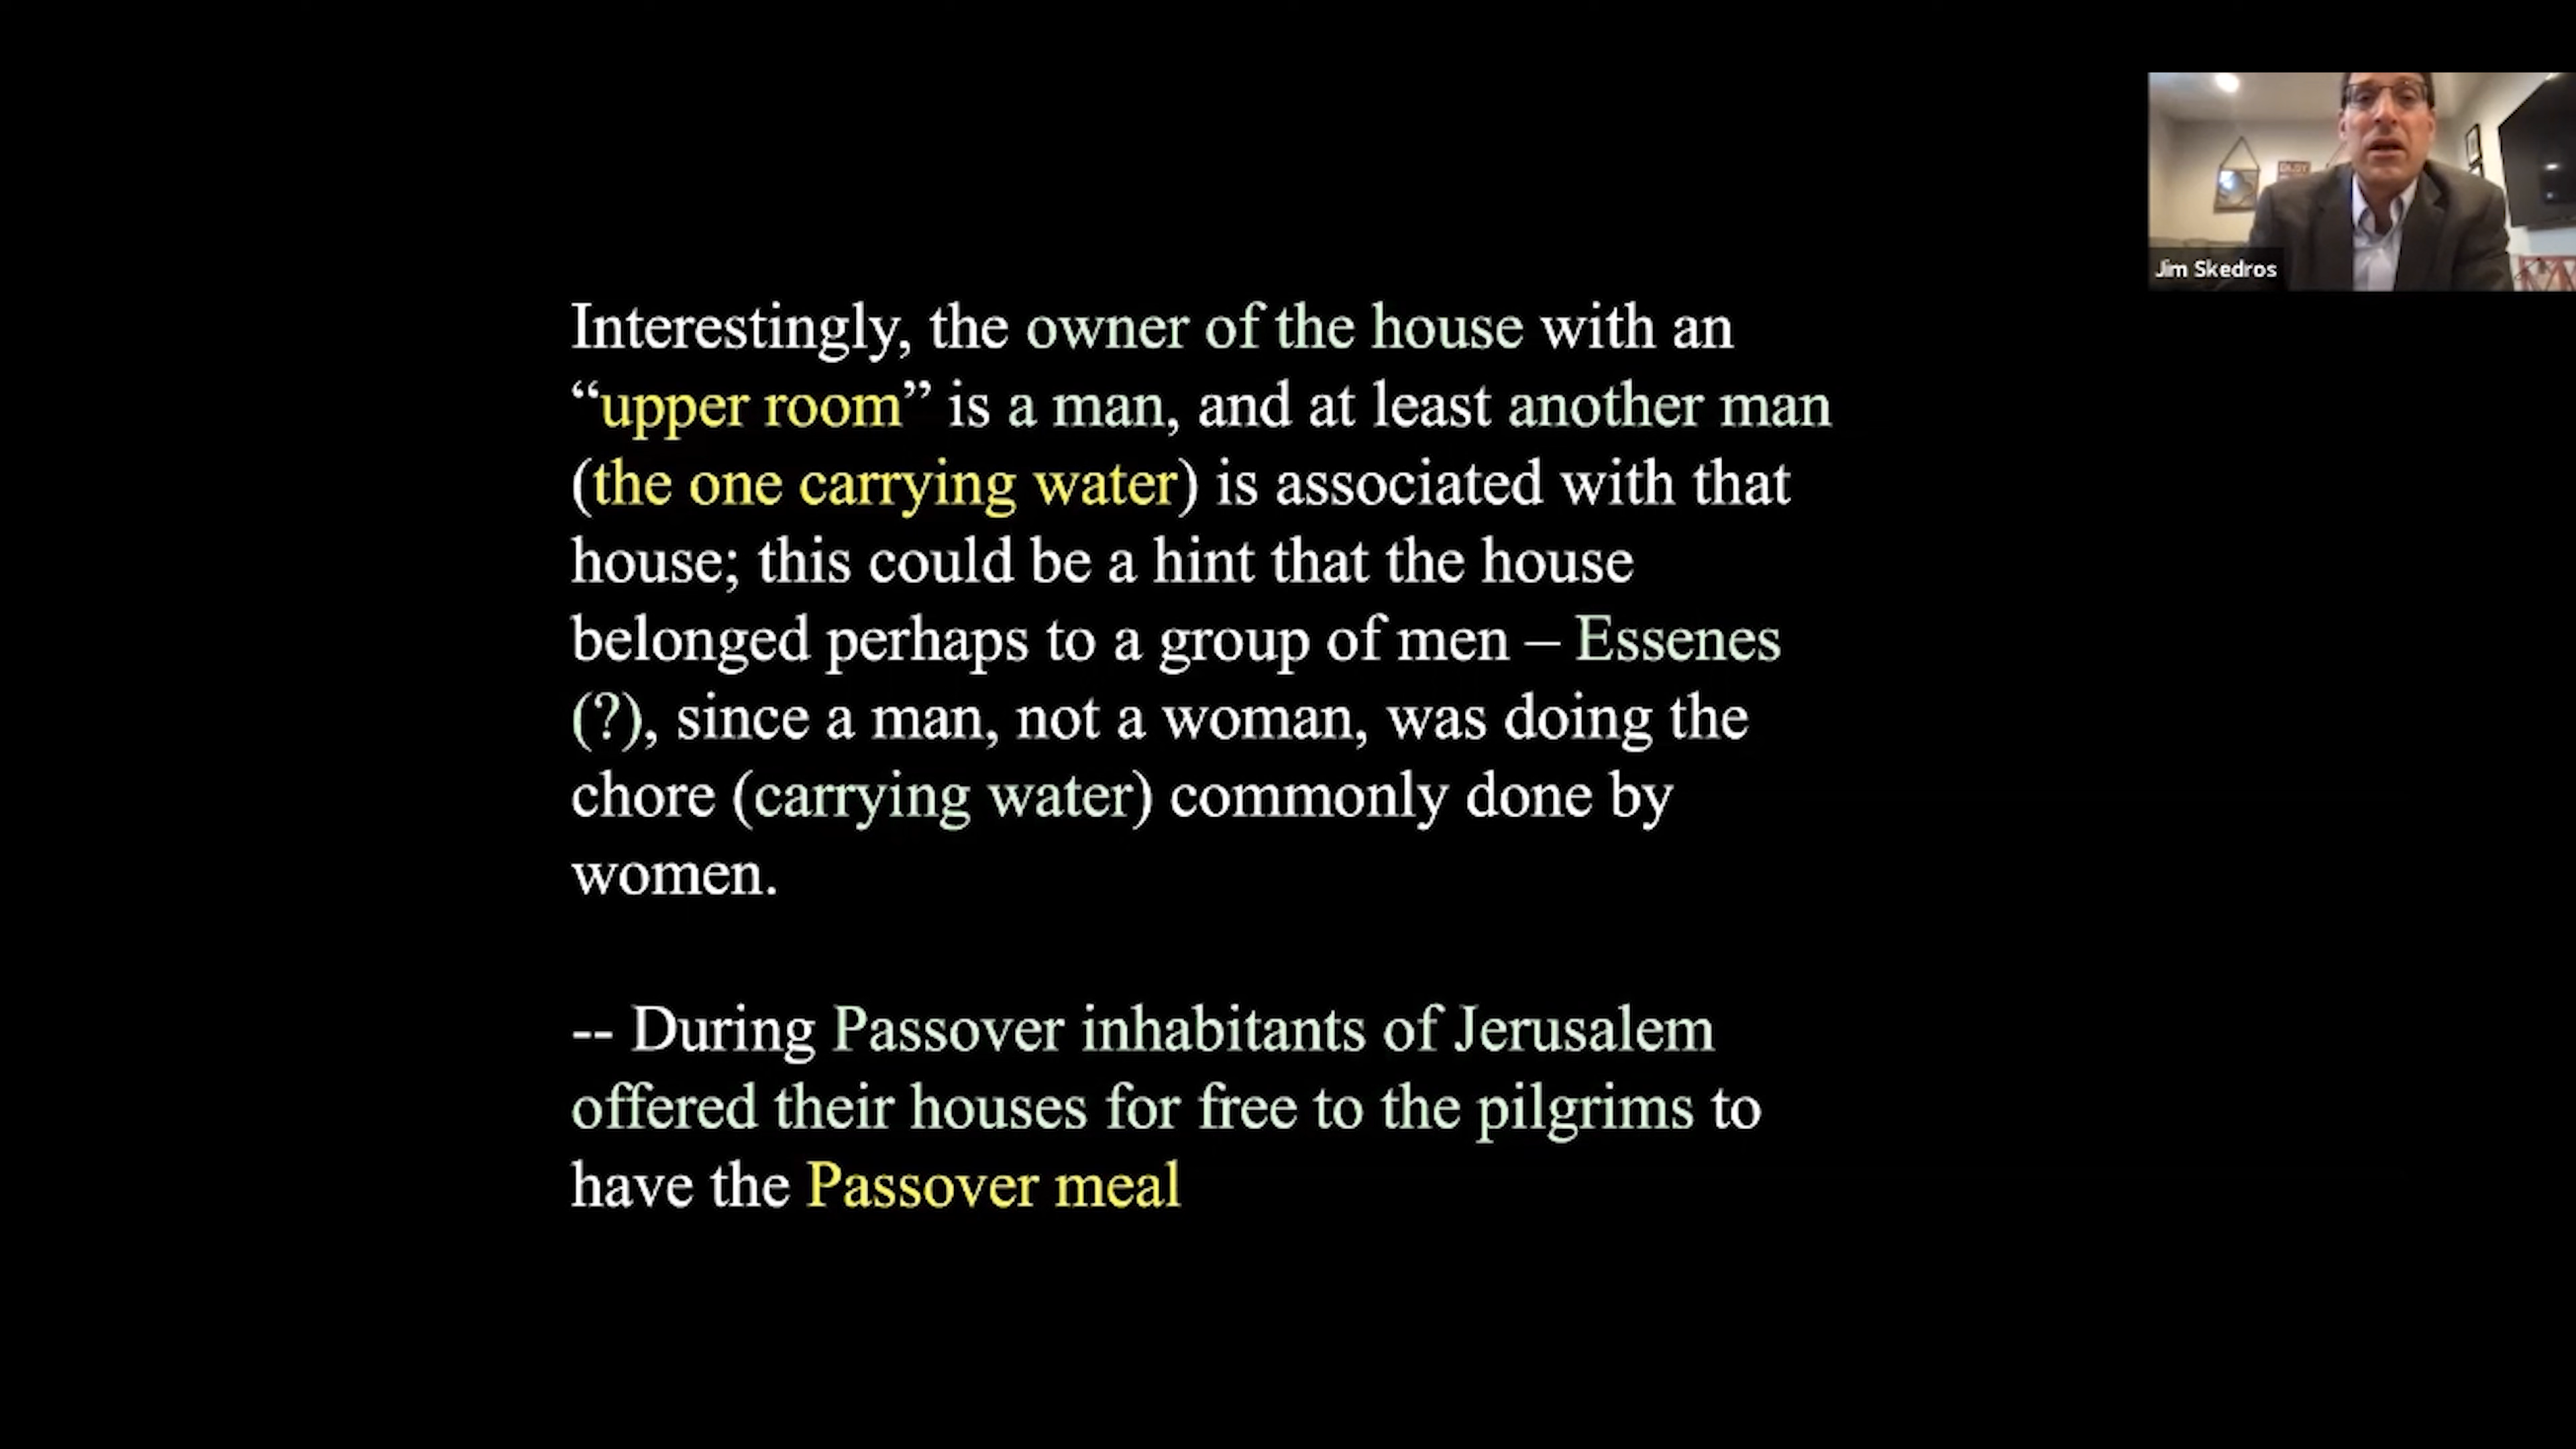 Interestingly, the owner of the house with an
“upper room” is a man, and at least another man
(the one carrying water) is associated with that
house; this could be a hint that the house
belonged perhaps to a group of men – Essenes
(?), since a man, not a woman, was doing the
chore (carrying water) commonly done by
women.
-- During Passover inhabitants of Jerusalem
offered their houses for free to the pilgrims to
have the Passover meal
Jim Skedros